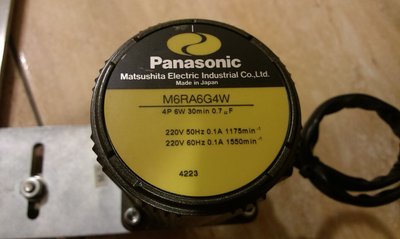 Panasonic
Matsushita Electric Industrial Co.,Ltd.
Made in Japan
M6RA6G4W
4P 6W 30min 0.7μF
220V 50Hz 0.1A 1175min⁻¹
220V 60Hz 0.1A 1550min⁻¹
4223